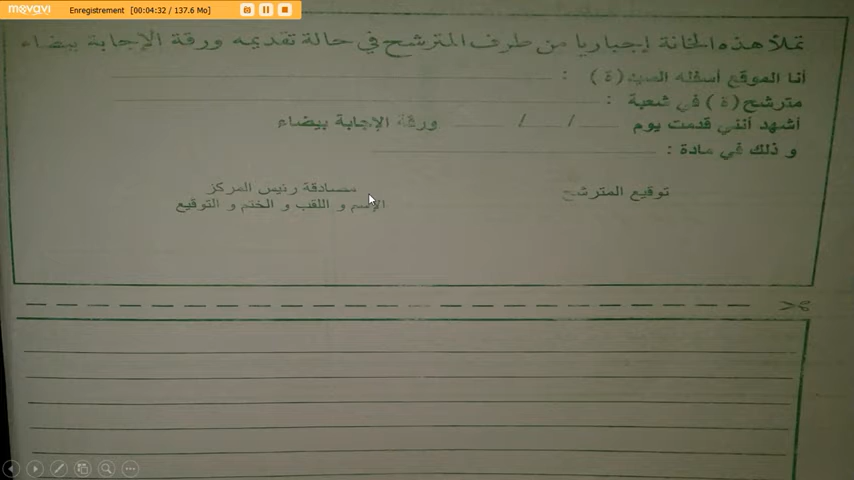 movavi Enregistrement [00:04:32 / 137.6 Mo]
تملأ هذه الخانة إجباريا من طرف المترشح في حالة تقديمه ورقة الإجابة بيضاء
أنا الموقع أسفله السيد (ة) :
مترشح (ة) في شعبة :
أشهد أنني قدمت يوم / / ورقة الإجابة بيضاء
و ذلك في مادة :
توقيع المترشح
مصادقة رئيس المركز
الإسم و اللقب و الختم و التوقيع